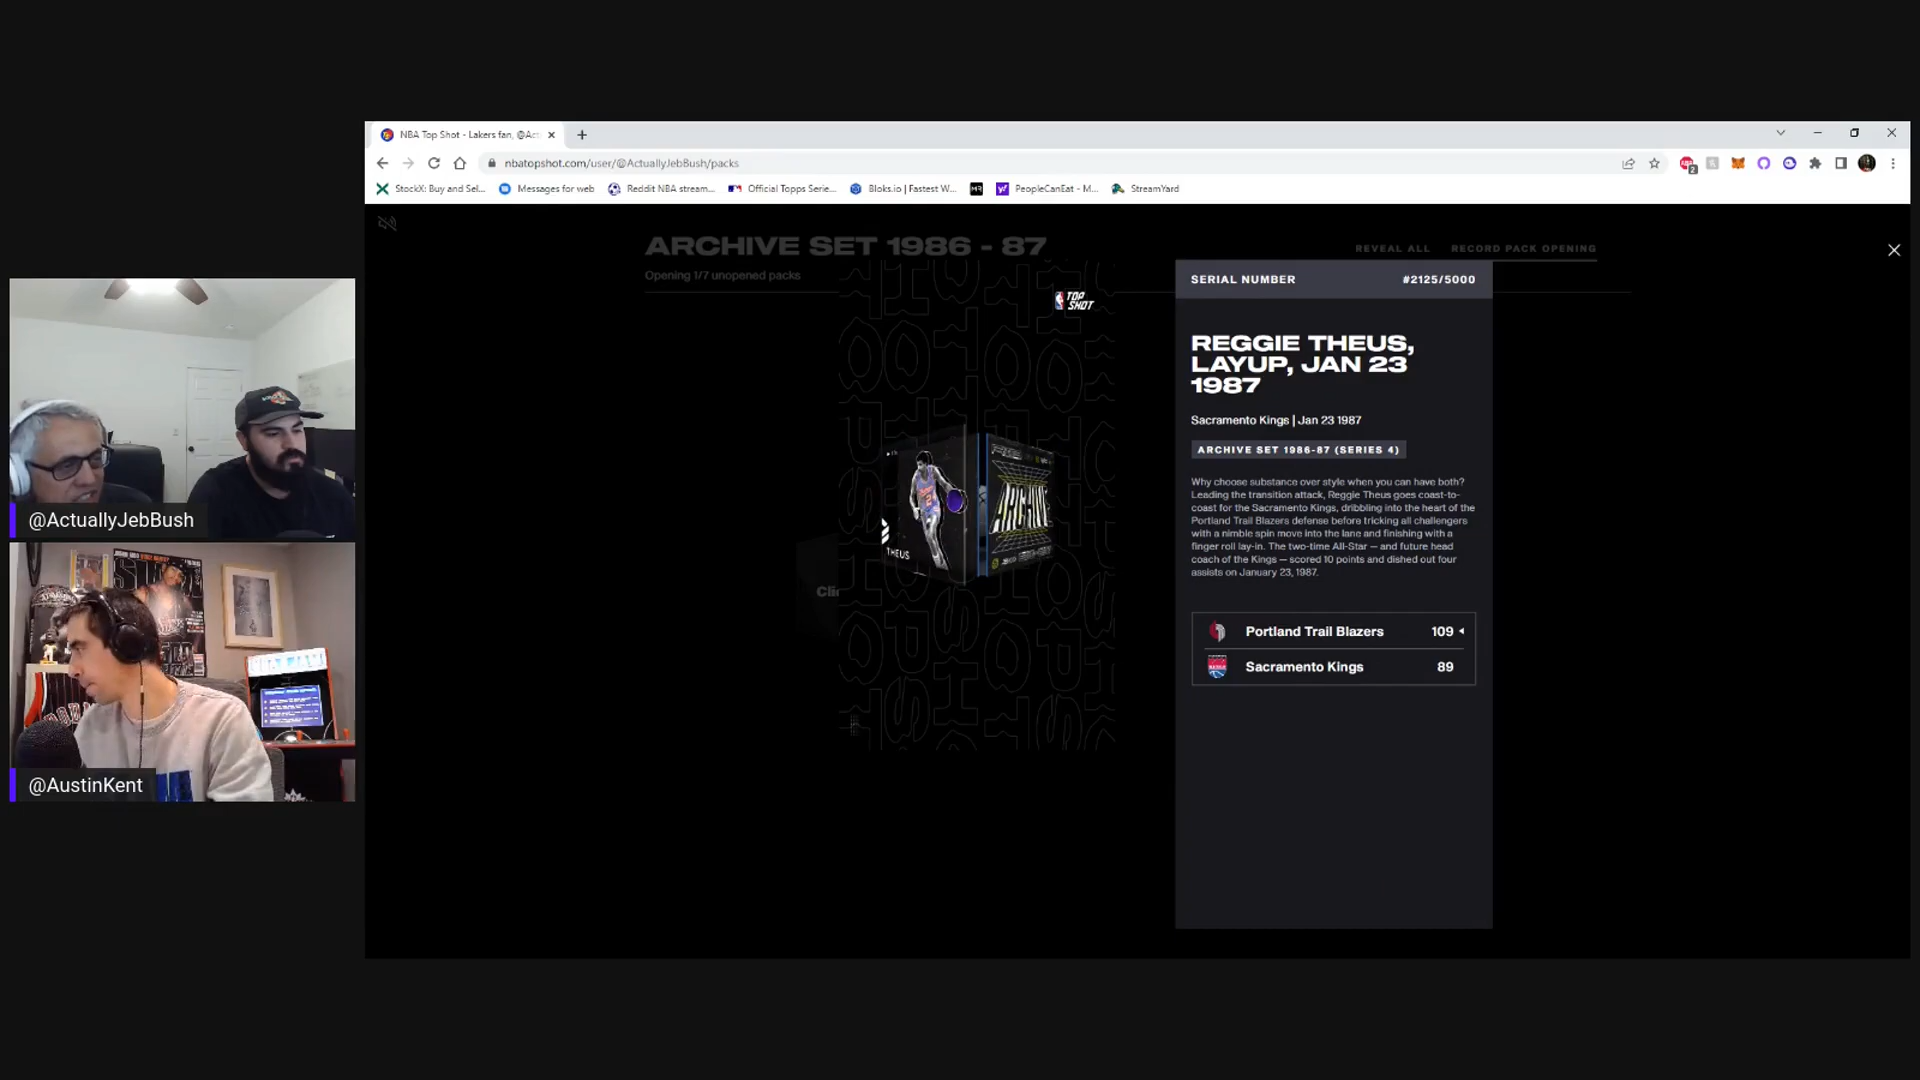 NBA Top Shot - Lakers fan, @Act
nbatopshot.com/user/@ActuallyJebBush/packs
2
StockX: Buy and Sel...
Messages for web
Reddit NBA stream...
Official Topps Serie...
Bloks.io | Fastest W...
PeopleCanEat - M...
StreamYard
ARCHIVE SET 1986 - 87
Opening 1/7 unopened packs
REVEAL ALL
RECORD PACK OPENING
TOP SHOT
Clic
THEUS
ARCHIVE
SERIAL NUMBER
#2125/5000
REGGIE THEUS,
LAYUP, JAN 23
1987
Sacramento Kings | Jan 23 1987
ARCHIVE SET 1986-87 (SERIES 4)
Why choose substance over style when you can have both?
Leading the transition attack, Reggie Theus goes coast-to-
coast for the Sacramento Kings, dribbling into the heart of the
Portland Trail Blazers defense before tricking all challengers
with a nimble spin move into the lane and finishing with a
finger roll lay-in. The two-time All-Star — and future head
coach of the Kings — scored 10 points and dished out four
assists on January 23, 1987.
Portland Trail Blazers 109
Sacramento Kings 89
@ActuallyJebBush
@AustinKent